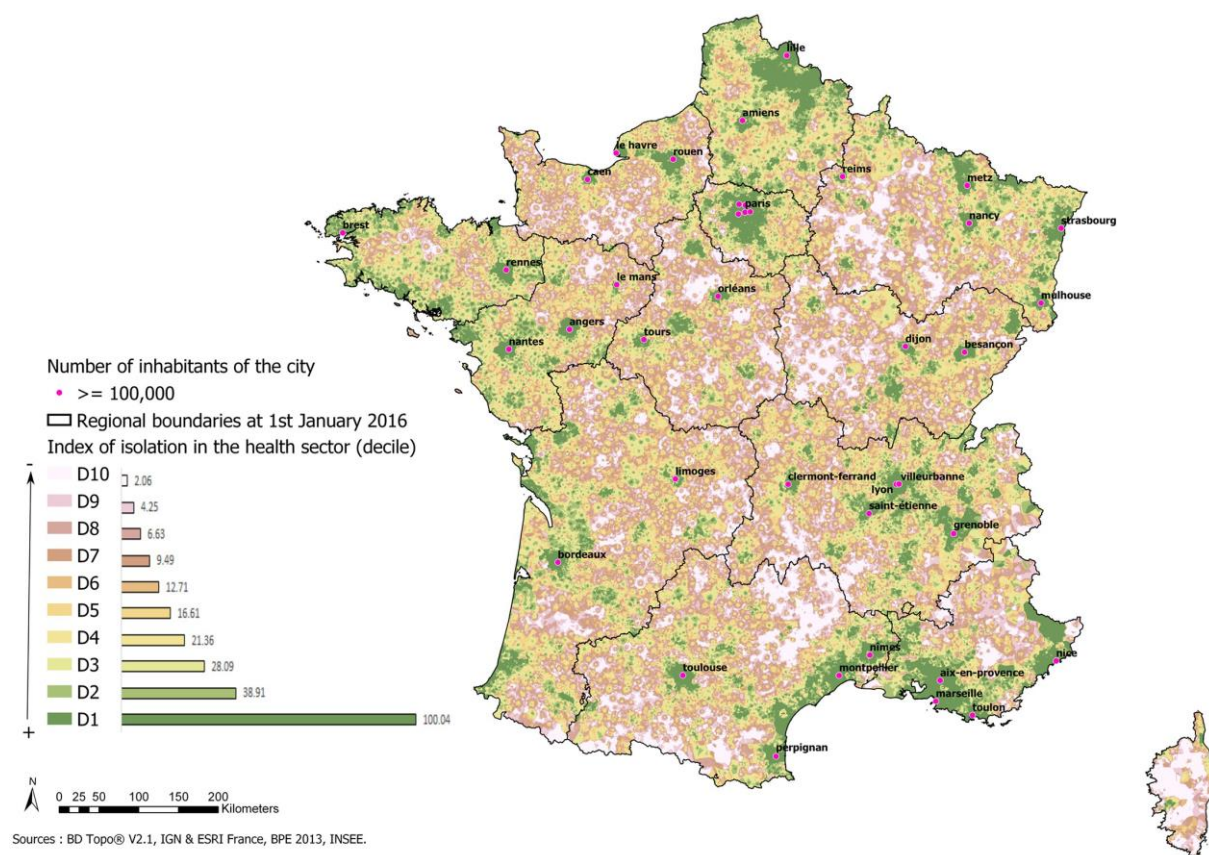 lille
amiens
le havre
rouen
caen
reims
metz
paris
nancy
strasbourg
brest
rennes
le mans
orléans
mulhouse
angers
tours
nantes
dijon
besançon
Number of inhabitants of the city
>= 100,000
Regional boundaries at 1st January 2016
Index of isolation in the health sector (decile)
-
D10 2.06
D9 4.25
D8 6.63
D7 9.49
D6 12.71
D5 16.61
D4 21.36
D3 28.09
D2 38.91
D1 100.04
+
limoges
clermont-ferrand
villeurbanne
lyon
saint-étienne
grenoble
bordeaux
nîmes
nice
toulouse
montpellier
aix-en-provence
marseille
toulon
perpignan
N
0 25 50 100 150 200
Kilometers
Sources : BD Topo® V2.1, IGN & ESRI France, BPE 2013, INSEE.